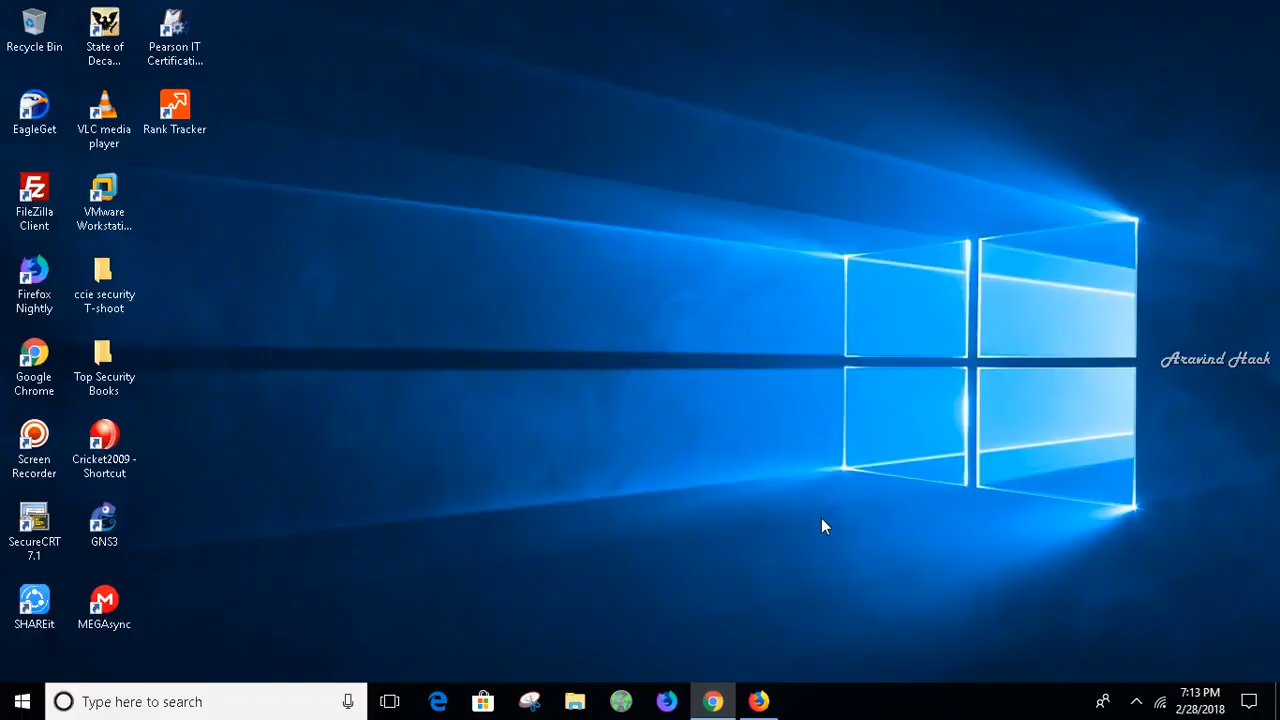 Recycle Bin
State of
Deca...
Pearson IT
Certificati...
EagleGet
VLC media
player
Rank Tracker
FileZilla
Client
VMware
Workstati...
Firefox
Nightly
ccie security
T-shoot
Google
Chrome
Top Security
Books
Screen
Recorder
Cricket2009 -
Shortcut
SecureCRT
7.1
GNS3
SHAREit
MEGAsync
Aravind Hack
Type here to search
7:13 PM
2/28/2018